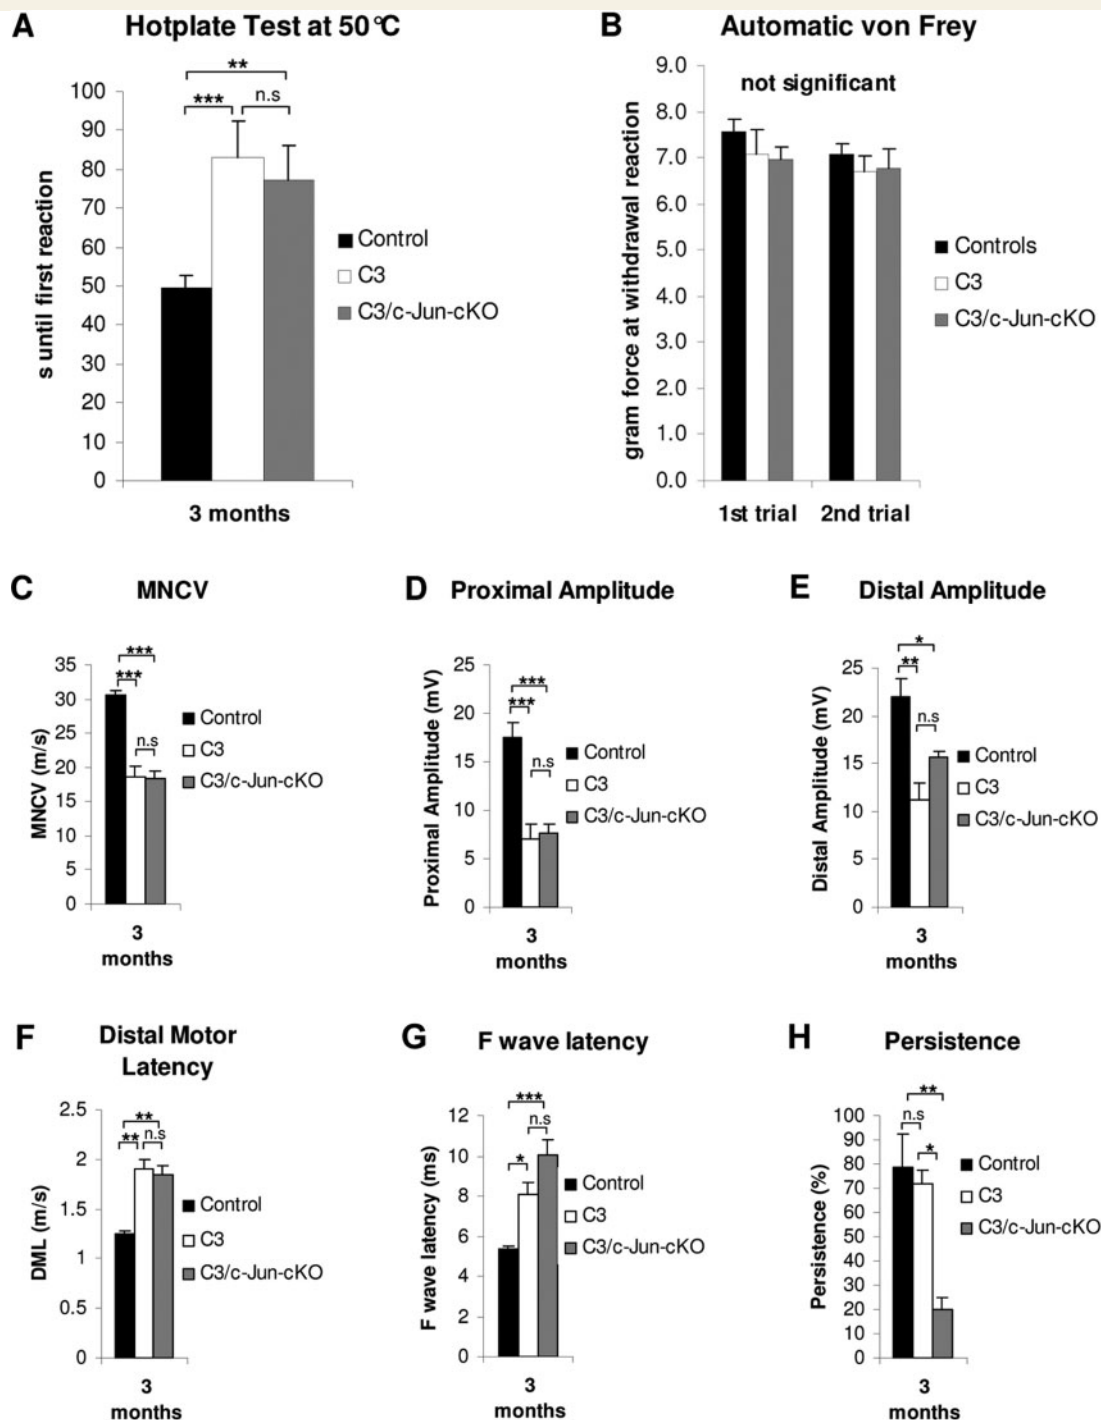 A Hotplate Test at 50°C
**
*** n.s
s until first reaction
100
90
80
70
60
50
40
30
20
10
0
Control
C3
C3/c-Jun-cKO
3 months
B Automatic von Frey
not significant
gram force at withdrawal reaction
9.0
8.0
7.0
6.0
5.0
4.0
3.0
2.0
1.0
0.0
Controls
C3
C3/c-Jun-cKO
1st trial 2nd trial
C MNCV
***
***
n.s
MNCV (m/s)
35
30
25
20
15
10
5
0
Control
C3
C3/c-Jun-cKO
3
months
D Proximal Amplitude
***
***
n.s
Proximal Amplitude (mV)
25
20
15
10
5
0
Control
C3
C3/c-Jun-cKO
3
months
E Distal Amplitude
*
**
n.s
Distal Amplitude (mV)
25
20
15
10
5
0
Control
C3
C3/c-Jun-cKO
3
months
F Distal Motor
Latency
**
** n.s
DML (m/s)
2.5
2
1.5
1
0.5
0
Control
C3
C3/c-Jun-cKO
3
months
G F wave latency
***
n.s
*
F wave latency (ms)
12
10
8
6
4
2
0
Control
C3
C3/c-Jun-cKO
3
months
H Persistence
**
n.s
*
Persistence (%)
100
90
80
70
60
50
40
30
20
10
0
Control
C3
C3/c-Jun-cKO
3
months